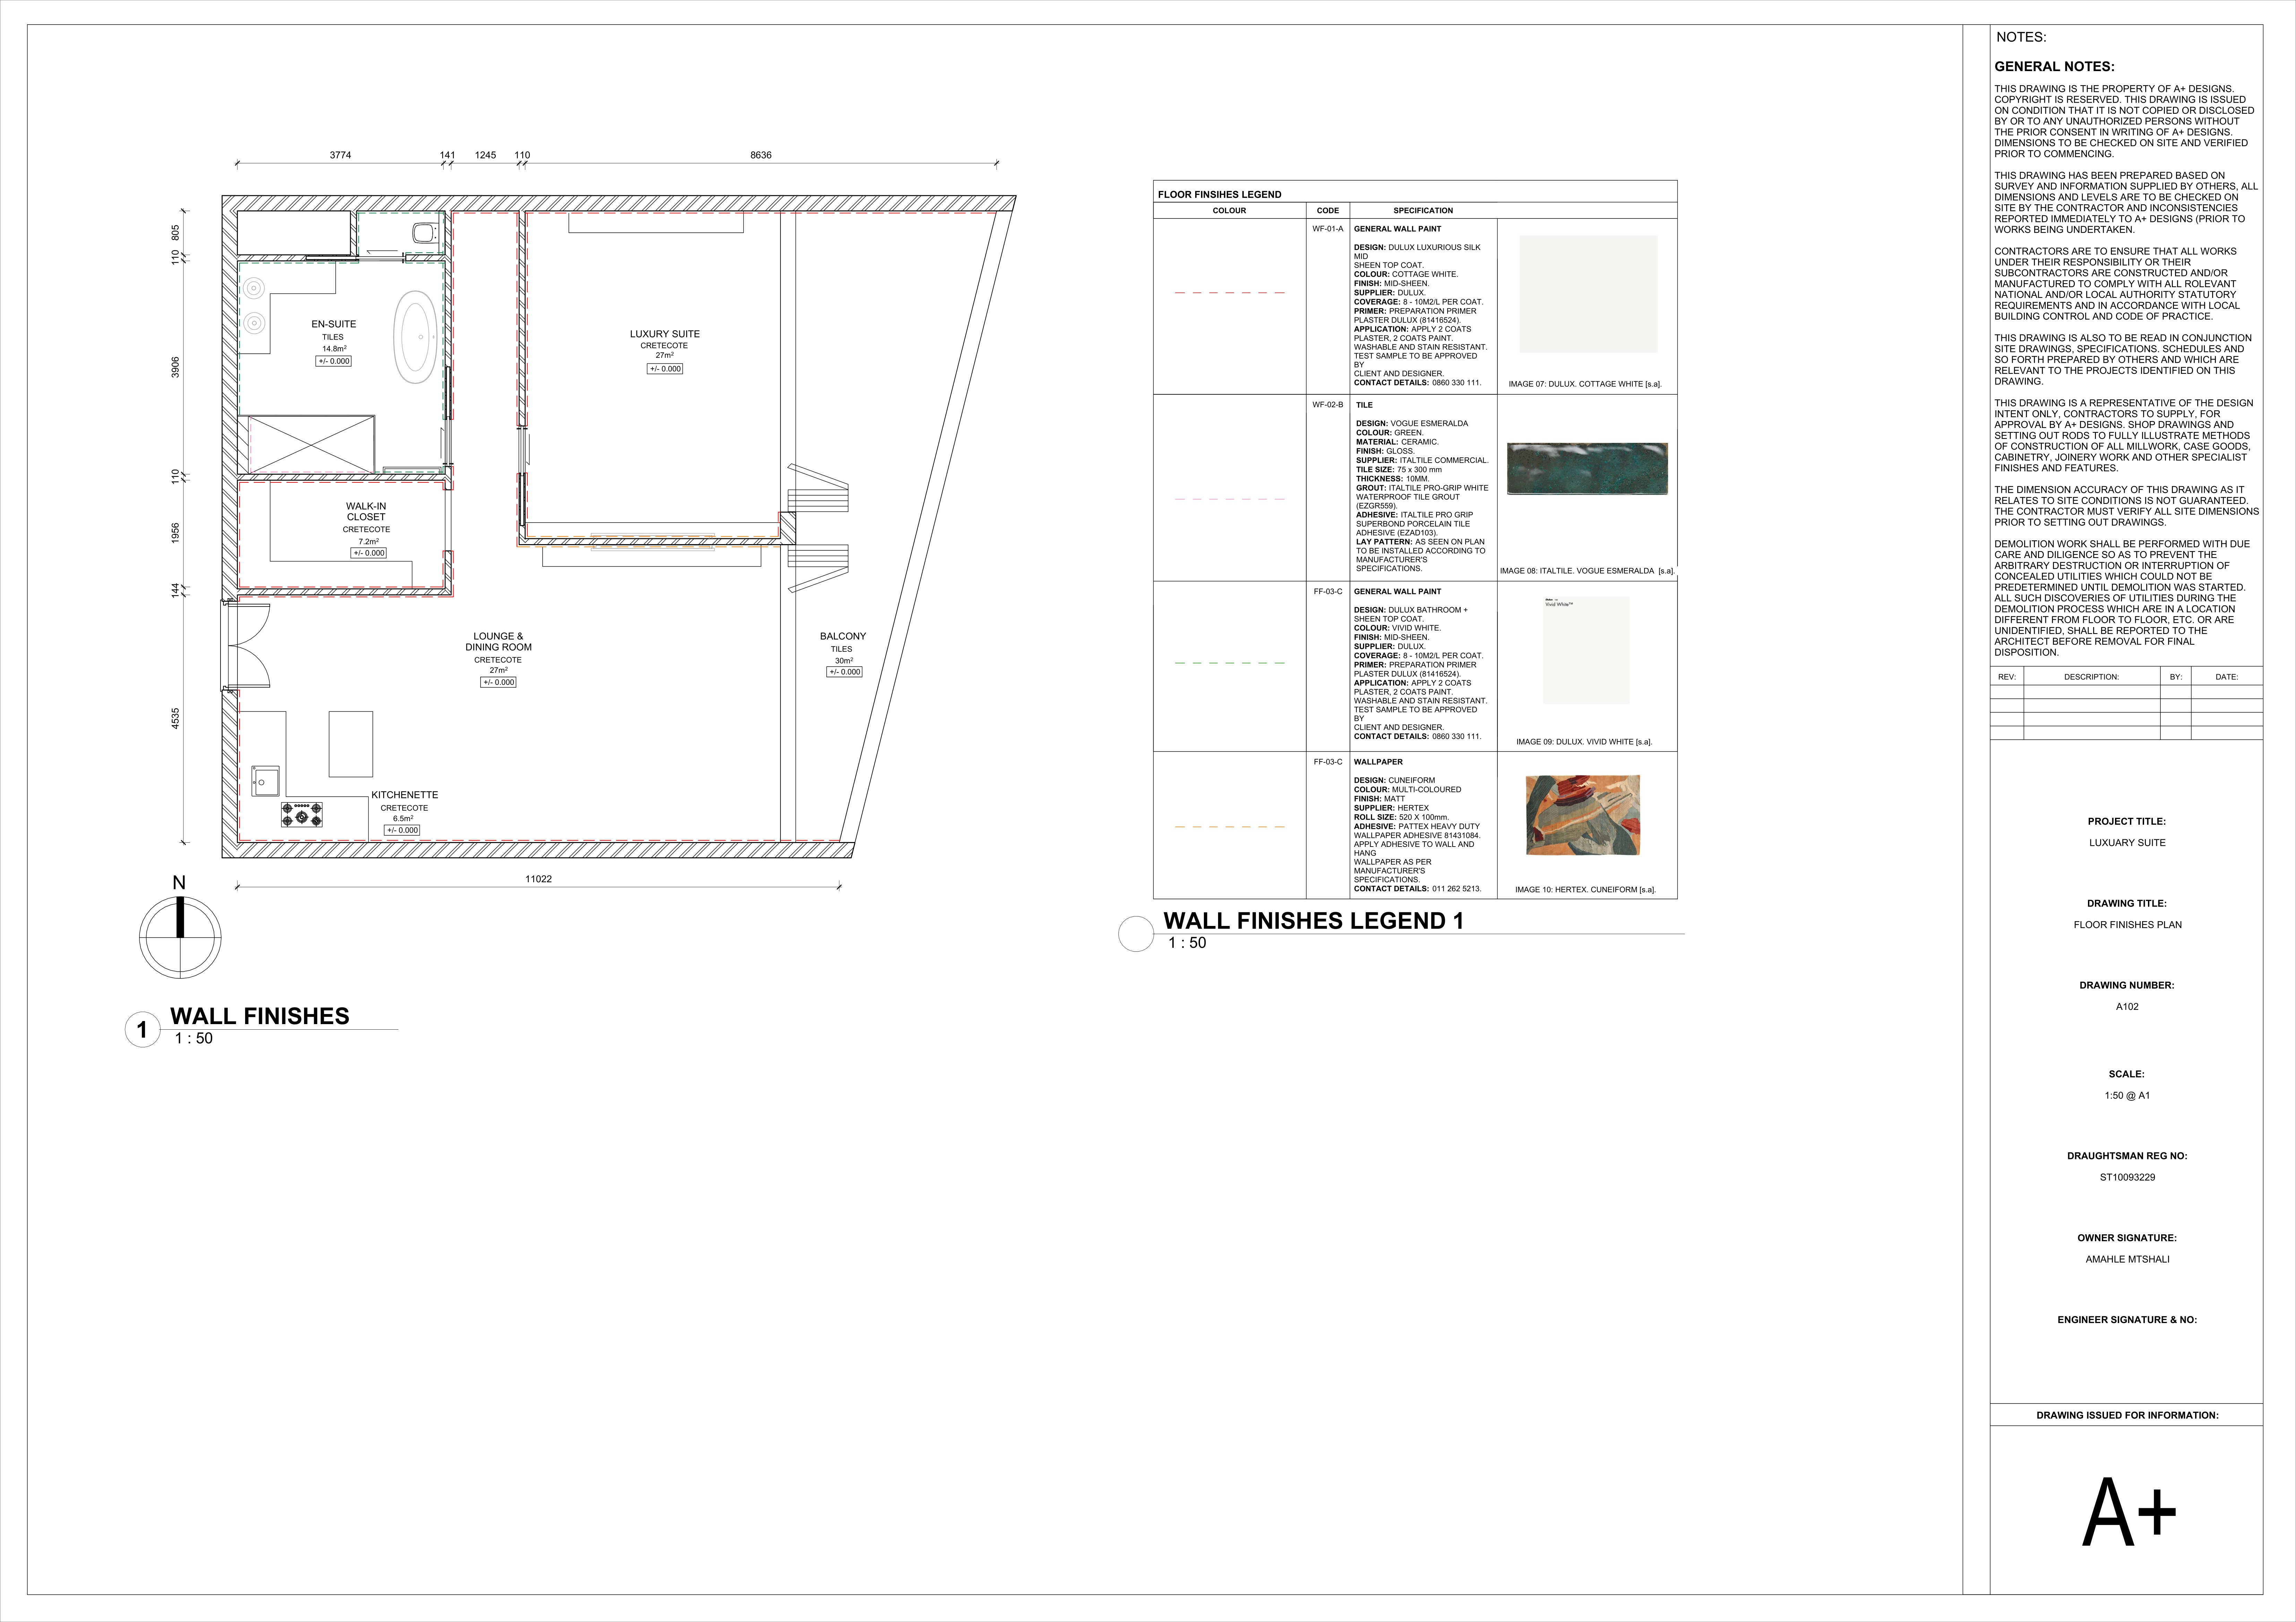 3774
141
1245
110
8636
805
110
3906
110
1956
144
4535
11022
EN-SUITE
TILES
14.8m²
+/- 0.000
LUXURY SUITE
CRETECOTE
27m²
+/- 0.000
WALK-IN
CLOSET
CRETECOTE
7.2m²
+/- 0.000
LOUNGE &
DINING ROOM
CRETECOTE
27m²
+/- 0.000
BALCONY
TILES
30m²
+/- 0.000
KITCHENETTE
CRETECOTE
6.5m²
+/- 0.000
N
1
WALL FINISHES
1 : 50
FLOOR FINSIHES LEGEND
COLOUR
CODE
SPECIFICATION
WF-01-A
GENERAL WALL PAINT
DESIGN: DULUX LUXURIOUS SILK
MID
SHEEN TOP COAT.
COLOUR: COTTAGE WHITE.
FINISH: MID-SHEEN.
SUPPLIER: DULUX.
COVERAGE: 8 - 10M2/L PER COAT.
PRIMER: PREPARATION PRIMER
PLASTER DULUX (81416524).
APPLICATION: APPLY 2 COATS
PLASTER, 2 COATS PAINT.
WASHABLE AND STAIN RESISTANT.
TEST SAMPLE TO BE APPROVED
BY
CLIENT AND DESIGNER.
CONTACT DETAILS: 0860 330 111.
IMAGE 07: DULUX. COTTAGE WHITE [s.a].
WF-02-B
TILE
DESIGN: VOGUE ESMERALDA
COLOUR: GREEN.
MATERIAL: CERAMIC.
FINISH: GLOSS.
SUPPLIER: ITALTILE COMMERCIAL.
TILE SIZE: 75 x 300 mm
THICKNESS: 10MM.
GROUT: ITALTILE PRO-GRIP WHITE
WATERPROOF TILE GROUT
(EZGR559).
ADHESIVE: ITALTILE PRO GRIP
SUPERBOND PORCELAIN TILE
ADHESIVE (EZAD103).
LAY PATTERN: AS SEEN ON PLAN
TO BE INSTALLED ACCORDING TO
MANUFACTURER'S
SPECIFICATIONS.
IMAGE 08: ITALTILE. VOGUE ESMERALDA [s.a].
FF-03-C
GENERAL WALL PAINT
DESIGN: DULUX BATHROOM +
SHEEN TOP COAT.
COLOUR: VIVID WHITE.
FINISH: MID-SHEEN.
SUPPLIER: DULUX.
COVERAGE: 8 - 10M2/L PER COAT.
PRIMER: PREPARATION PRIMER
PLASTER DULUX (81416524).
APPLICATION: APPLY 2 COATS
PLASTER, 2 COATS PAINT.
WASHABLE AND STAIN RESISTANT.
TEST SAMPLE TO BE APPROVED
BY
CLIENT AND DESIGNER.
CONTACT DETAILS: 0860 330 111.
Vivid White™
IMAGE 09: DULUX. VIVID WHITE [s.a].
FF-03-C
WALLPAPER
DESIGN: CUNEIFORM
COLOUR: MULTI-COLOURED
FINISH: MATT
SUPPLIER: HERTEX
ROLL SIZE: 520 X 100mm.
ADHESIVE: PATTEX HEAVY DUTY
WALLPAPER ADHESIVE 81431084.
APPLY ADHESIVE TO WALL AND
HANG
WALLPAPER AS PER
MANUFACTURER'S
SPECIFICATIONS.
CONTACT DETAILS: 011 262 5213.
IMAGE 10: HERTEX. CUNEIFORM [s.a].
WALL FINISHES LEGEND 1
1 : 50
NOTES:
GENERAL NOTES:
THIS DRAWING IS THE PROPERTY OF A+ DESIGNS.
COPYRIGHT IS RESERVED. THIS DRAWING IS ISSUED
ON CONDITION THAT IT IS NOT COPIED OR DISCLOSED
BY OR TO ANY UNAUTHORIZED PERSONS WITHOUT
THE PRIOR CONSENT IN WRITING OF A+ DESIGNS.
DIMENSIONS TO BE CHECKED ON SITE AND VERIFIED
PRIOR TO COMMENCING.
THIS DRAWING HAS BEEN PREPARED BASED ON
SURVEY AND INFORMATION SUPPLIED BY OTHERS, ALL
DIMENSIONS AND LEVELS ARE TO BE CHECKED ON
SITE BY THE CONTRACTOR AND INCONSISTENCIES
REPORTED IMMEDIATELY TO A+ DESIGNS (PRIOR TO
WORKS BEING UNDERTAKEN.
CONTRACTORS ARE TO ENSURE THAT ALL WORKS
UNDER THEIR RESPONSIBILITY OR THEIR
SUBCONTRACTORS ARE CONSTRUCTED AND/OR
MANUFACTURED TO COMPLY WITH ALL ROLEVANT
NATIONAL AND/OR LOCAL AUTHORITY STATUTORY
REQUIREMENTS AND IN ACCORDANCE WITH LOCAL
BUILDING CONTROL AND CODE OF PRACTICE.
THIS DRAWING IS ALSO TO BE READ IN CONJUNCTION
SITE DRAWINGS, SPECIFICATIONS. SCHEDULES AND
SO FORTH PREPARED BY OTHERS AND WHICH ARE
RELEVANT TO THE PROJECTS IDENTIFIED ON THIS
DRAWING.
THIS DRAWING IS A REPRESENTATIVE OF THE DESIGN
INTENT ONLY, CONTRACTORS TO SUPPLY, FOR
APPROVAL BY A+ DESIGNS. SHOP DRAWINGS AND
SETTING OUT RODS TO FULLY ILLUSTRATE METHODS
OF CONSTRUCTION OF ALL MILLWORK, CASE GOODS,
CABINETRY, JOINERY WORK AND OTHER SPECIALIST
FINISHES AND FEATURES.
THE DIMENSION ACCURACY OF THIS DRAWING AS IT
RELATES TO SITE CONDITIONS IS NOT GUARANTEED.
THE CONTRACTOR MUST VERIFY ALL SITE DIMENSIONS
PRIOR TO SETTING OUT DRAWINGS.
DEMOLITION WORK SHALL BE PERFORMED WITH DUE
CARE AND DILIGENCE SO AS TO PREVENT THE
ARBITRARY DESTRUCTION OR INTERRUPTION OF
CONCEALED UTILITIES WHICH COULD NOT BE
PREDETERMINED UNTIL DEMOLITION WAS STARTED.
ALL SUCH DISCOVERIES OF UTILITIES DURING THE
DEMOLITION PROCESS WHICH ARE IN A LOCATION
DIFFERENT FROM FLOOR TO FLOOR, ETC. OR ARE
UNIDENTIFIED, SHALL BE REPORTED TO THE
ARCHITECT BEFORE REMOVAL FOR FINAL
DISPOSITION.
REV:
DESCRIPTION:
BY:
DATE:
PROJECT TITLE:
LUXUARY SUITE
DRAWING TITLE:
FLOOR FINISHES PLAN
DRAWING NUMBER:
A102
SCALE:
1:50 @ A1
DRAUGHTSMAN REG NO:
ST10093229
OWNER SIGNATURE:
AMAHLE MTSHALI
ENGINEER SIGNATURE & NO:
DRAWING ISSUED FOR INFORMATION:
A+